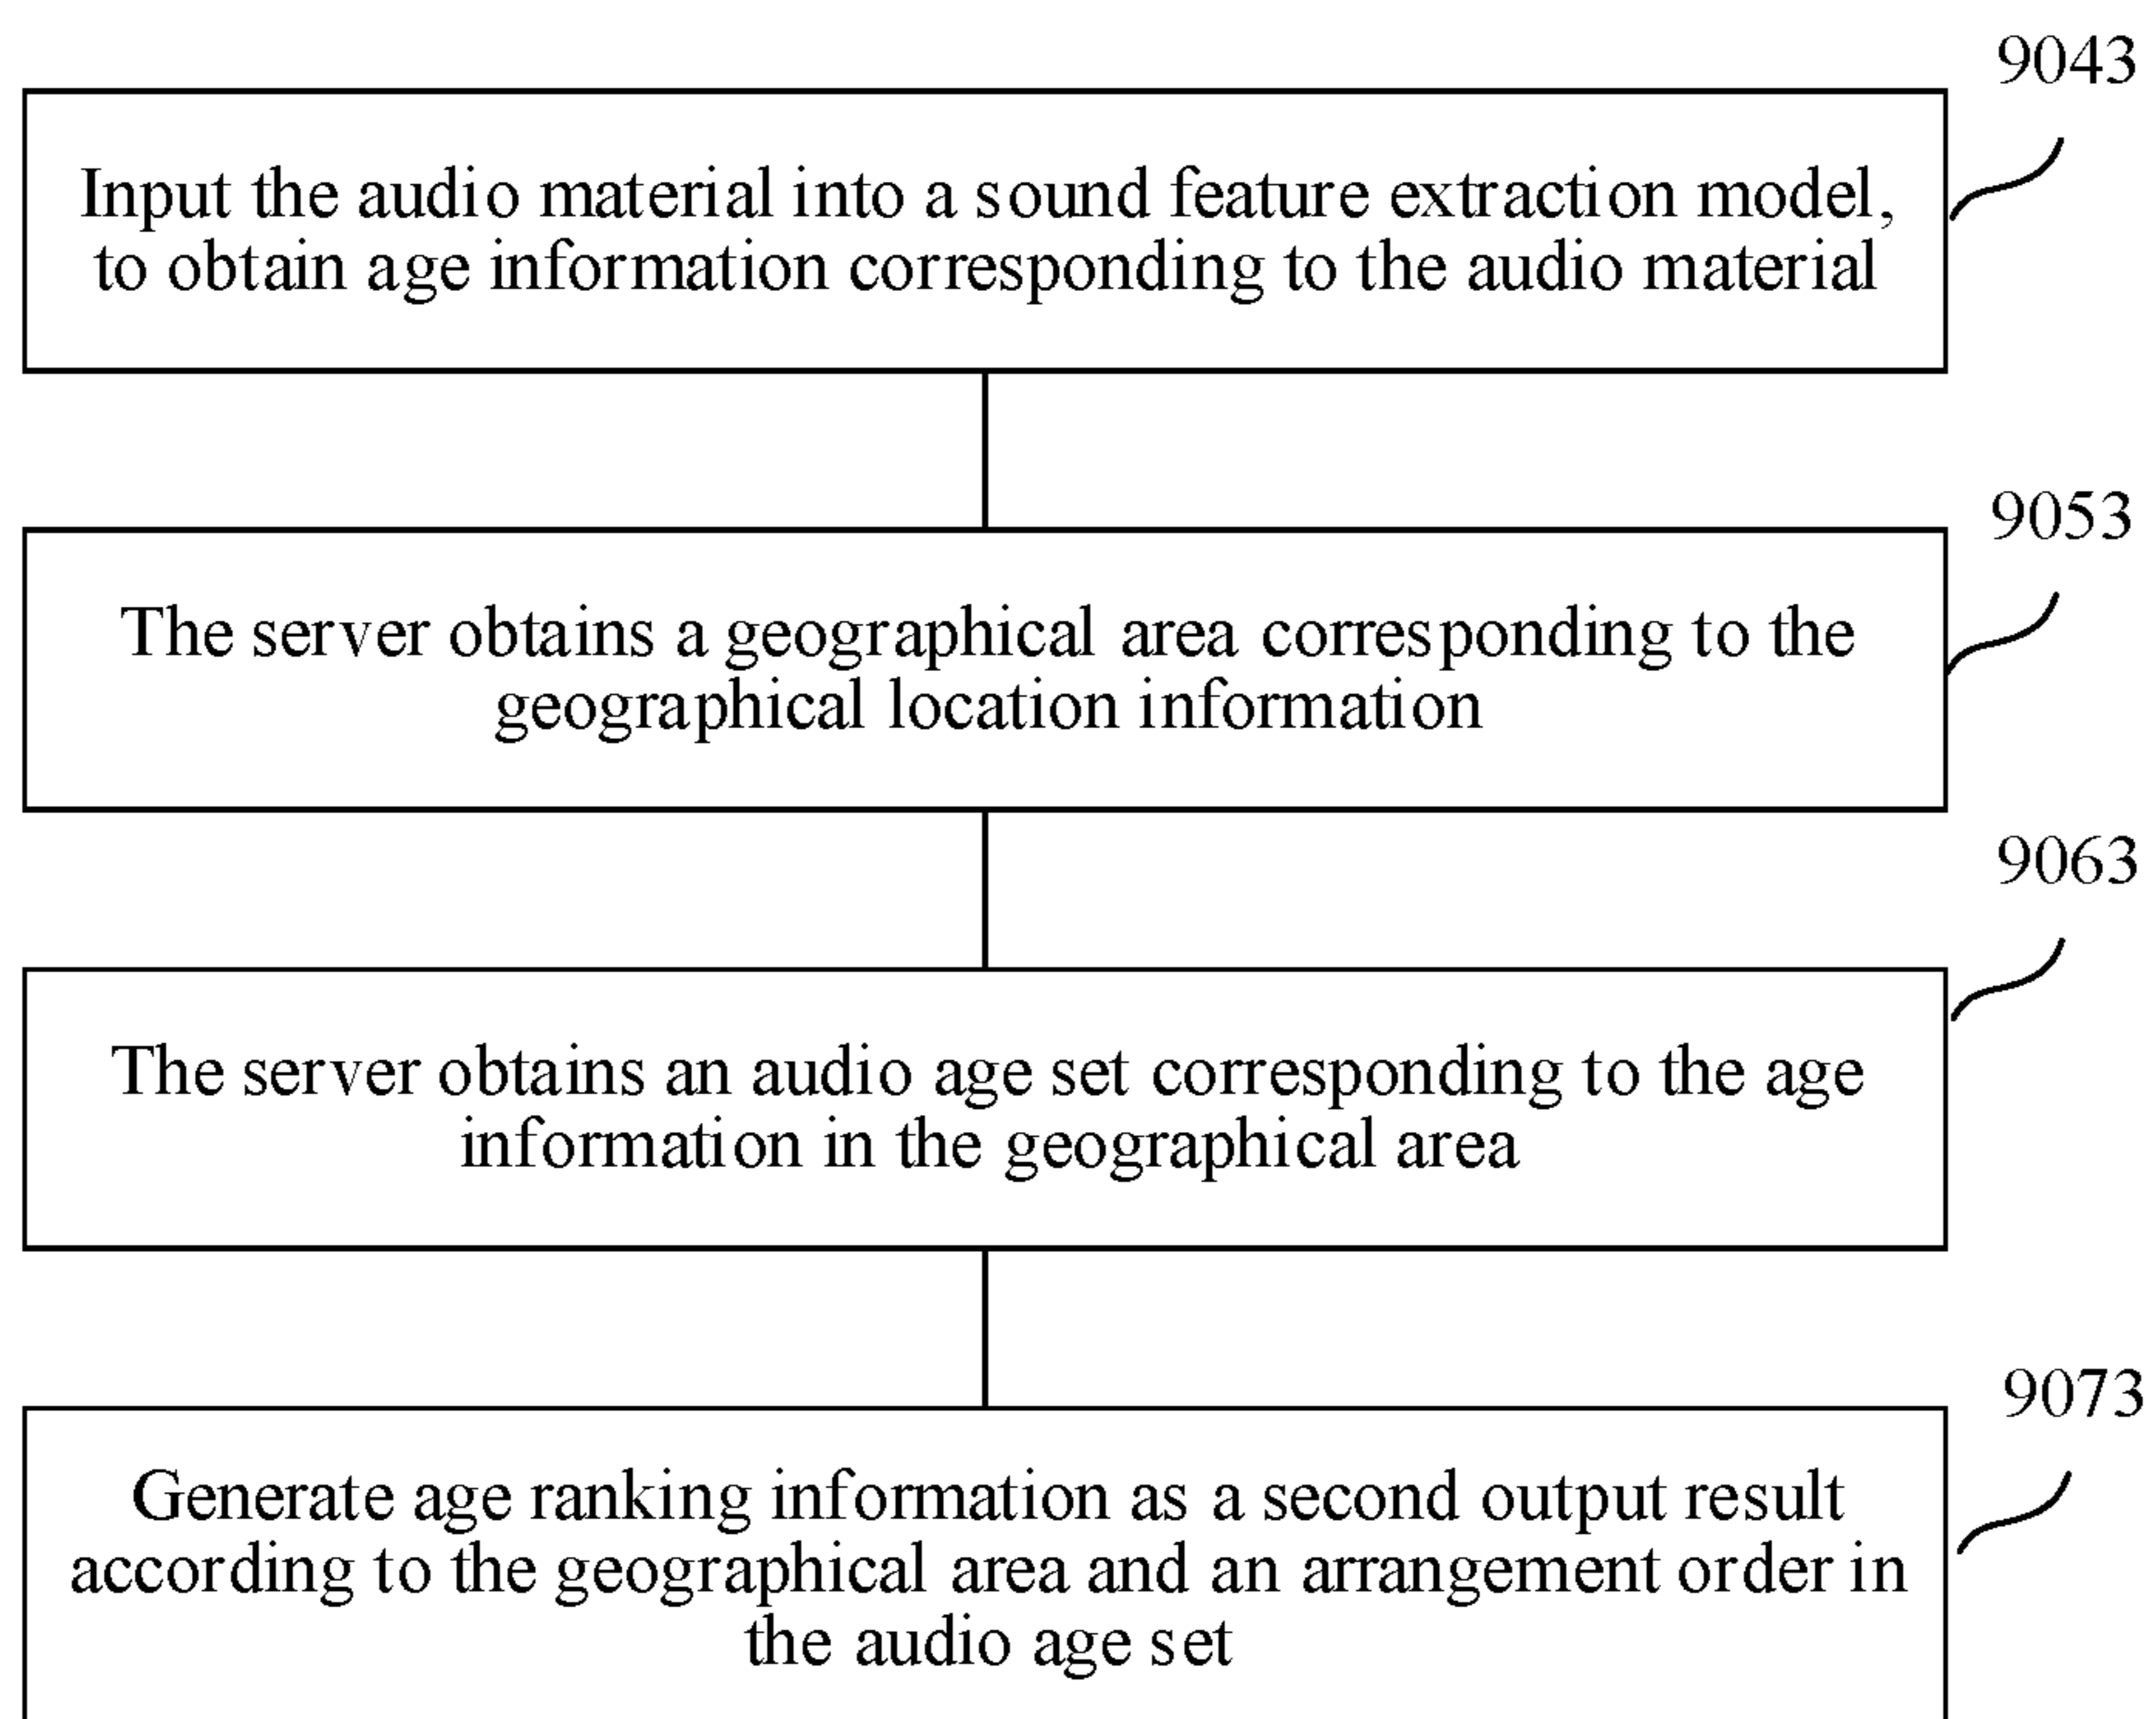 9043
Input the audio material into a sound feature extraction model,
to obtain age information corresponding to the audio material
9053
The server obtains a geographical area corresponding to the
geographical location information
9063
The server obtains an audio age set corresponding to the age
information in the geographical area
9073
Generate age ranking information as a second output result
according to the geographical area and an arrangement order in
the audio age set